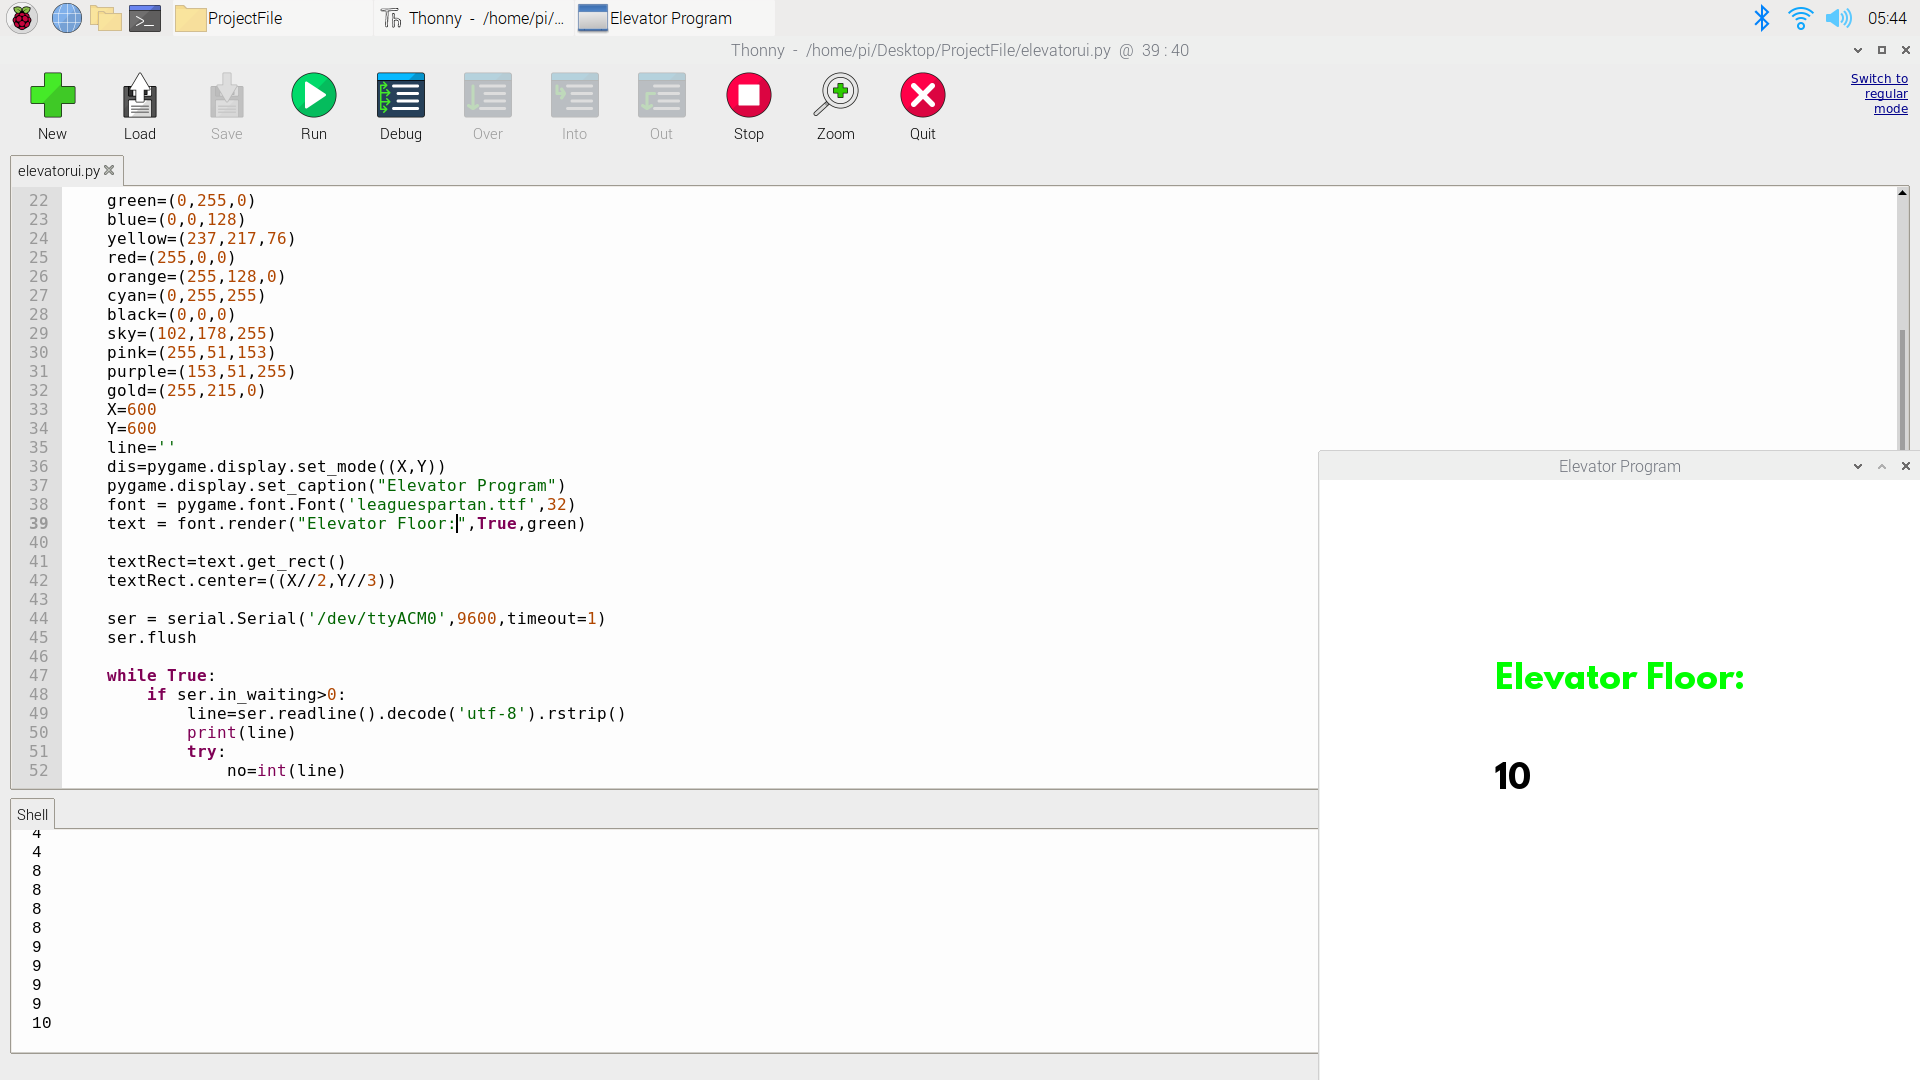 ProjectFile
Thonny - /home/pi/...
Elevator Program
05:44
Thonny - /home/pi/Desktop/ProjectFile/elevatorui.py @ 39 : 40
New
Load
Save
Run
Debug
Over
Into
Out
Stop
Zoom
Quit
Switch to
regular
mode
elevatorui.py
22 green=(0,255,0)
23 blue=(0,0,128)
24 yellow=(237,217,76)
25 red=(255,0,0)
26 orange=(255,128,0)
27 cyan=(0,255,255)
28 black=(0,0,0)
29 sky=(102,178,255)
30 pink=(255,51,153)
31 purple=(153,51,255)
32 gold=(255,215,0)
33 X=600
34 Y=600
35 line=''
36 dis=pygame.display.set_mode((X,Y))
37 pygame.display.set_caption("Elevator Program")
38 font = pygame.font.Font('leaguespartan.ttf',32)
39 text = font.render("Elevator Floor:",True,green)
40
41 textRect=text.get_rect()
42 textRect.center=((X//2,Y//3))
43
44 ser = serial.Serial('/dev/ttyACM0',9600,timeout=1)
45 ser.flush
46
47 while True:
48 if ser.in_waiting>0:
49 line=ser.readline().decode('utf-8').rstrip()
50 print(line)
51 try:
52 no=int(line)
Shell
4
4
8
8
8
8
9
9
9
9
10
Elevator Program
Elevator Floor:
10